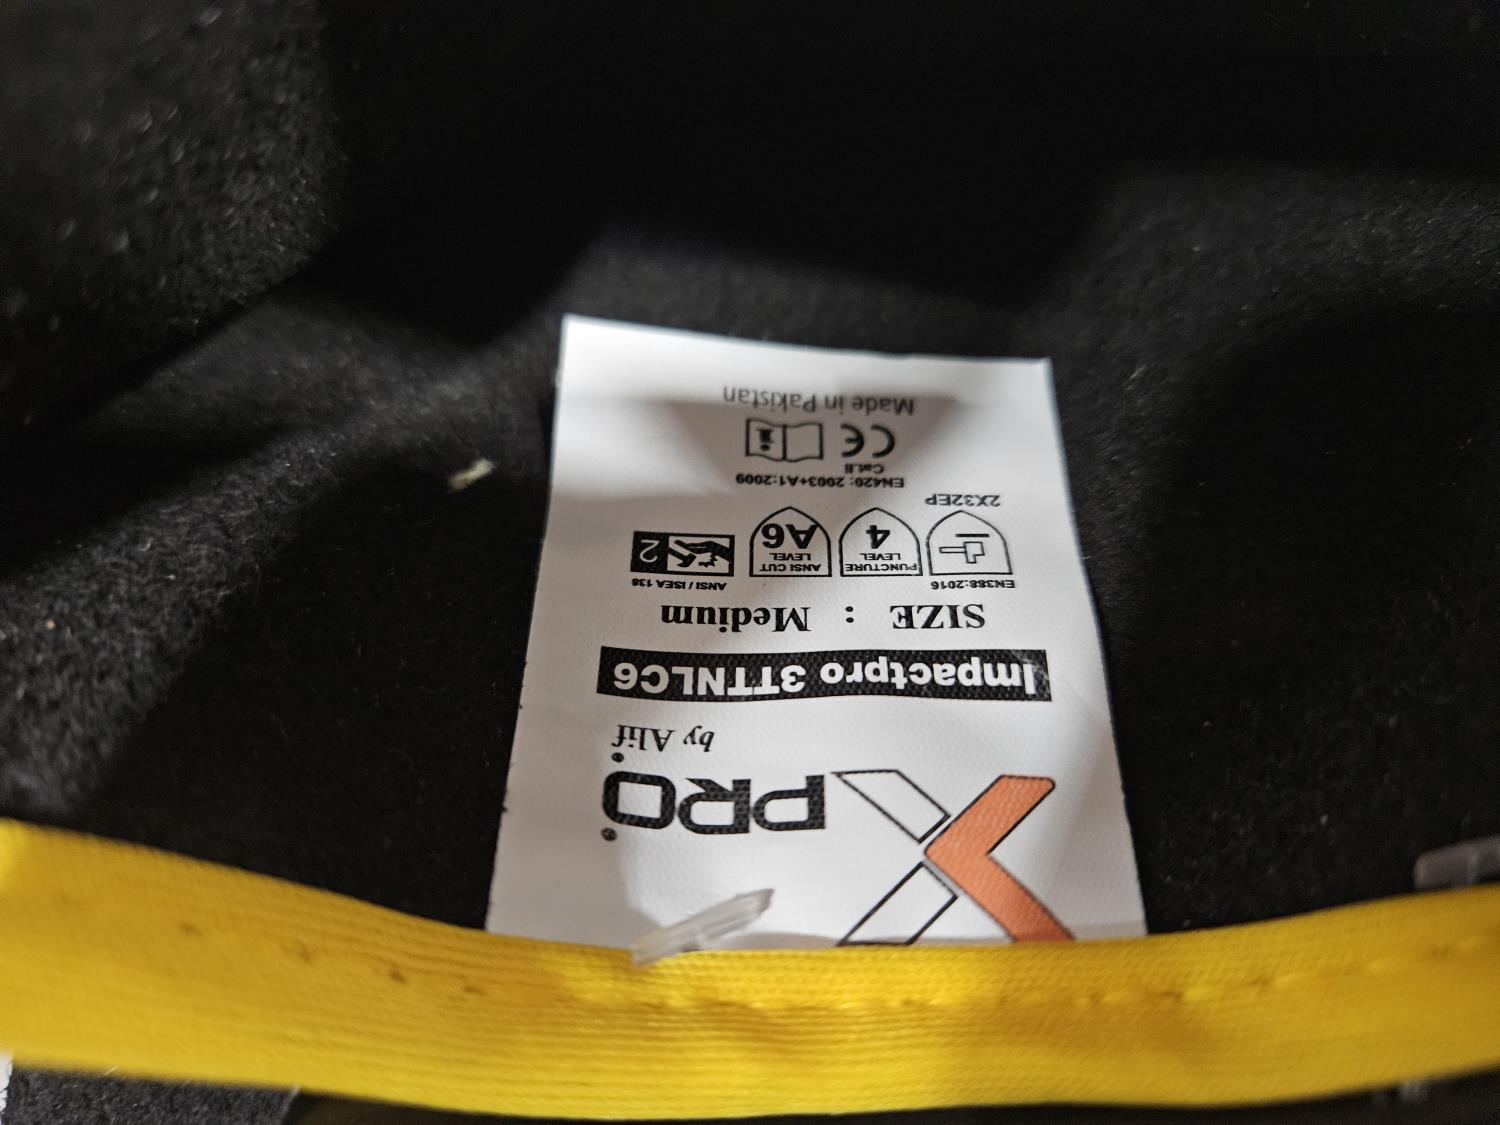 XPRO®
by Alif
Impactpro 3TTNLC6
SIZE : Medium
EN388:2016
ANSI / ISEA 138
PUNCTURE LEVEL 4
ANSI CUT LEVEL A6
2
2X32EP
EN420: 2003+A1:2009
Cat.II
CE i
Made in Pakistan